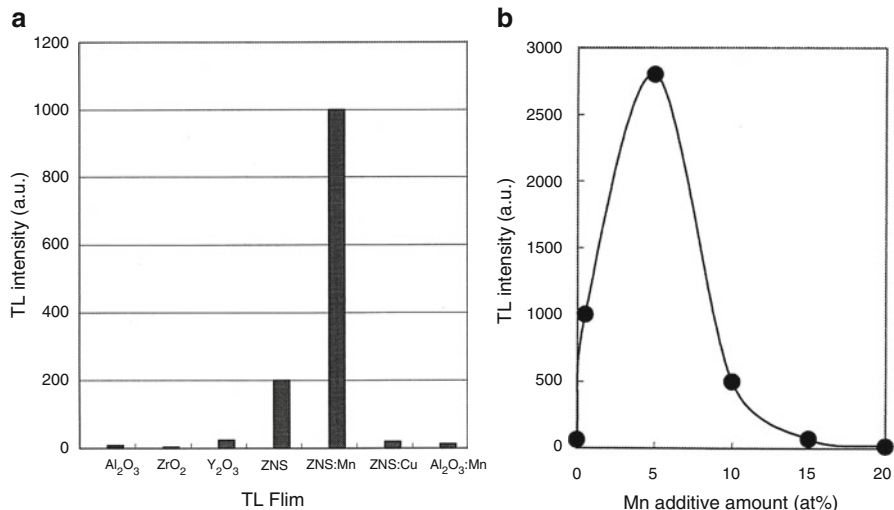 a
TL intensity (a.u.)
1200
1000
800
600
400
200
0
Al2O3 ZrO2 Y2O3 ZNS ZNS:Mn ZNS:Cu Al2O3:Mn
TL Flim
b
TL intensity (a.u.)
3000
2500
2000
1500
1000
500
0
0 5 10 15 20
Mn additive amount (at%)